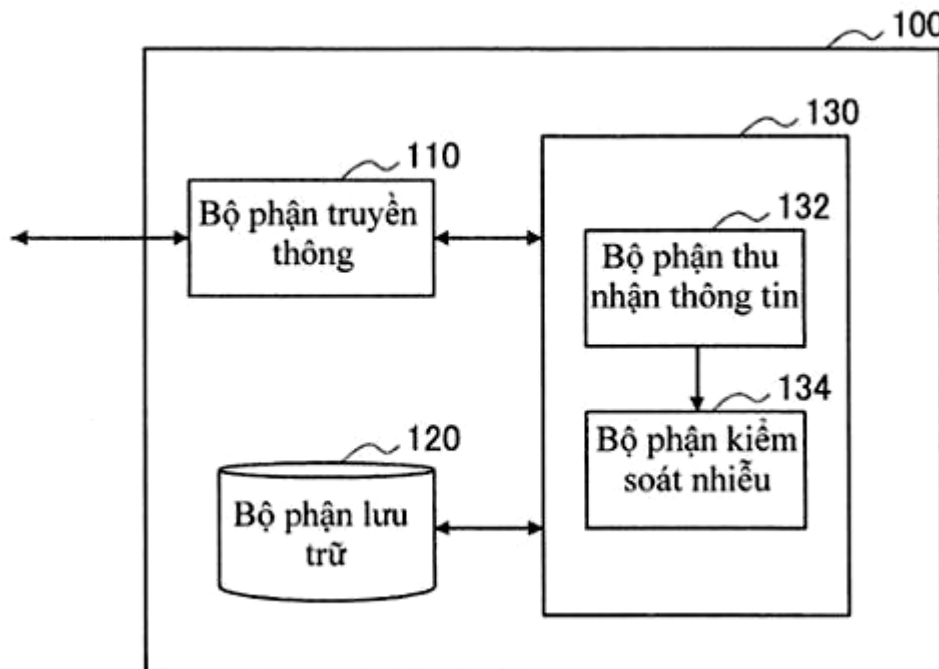 100
130
110
Bộ phận truyền
thông
132
Bộ phận thu
nhận thông tin
134
Bộ phận kiểm
soát nhiễu
120
Bộ phận lưu
trữ